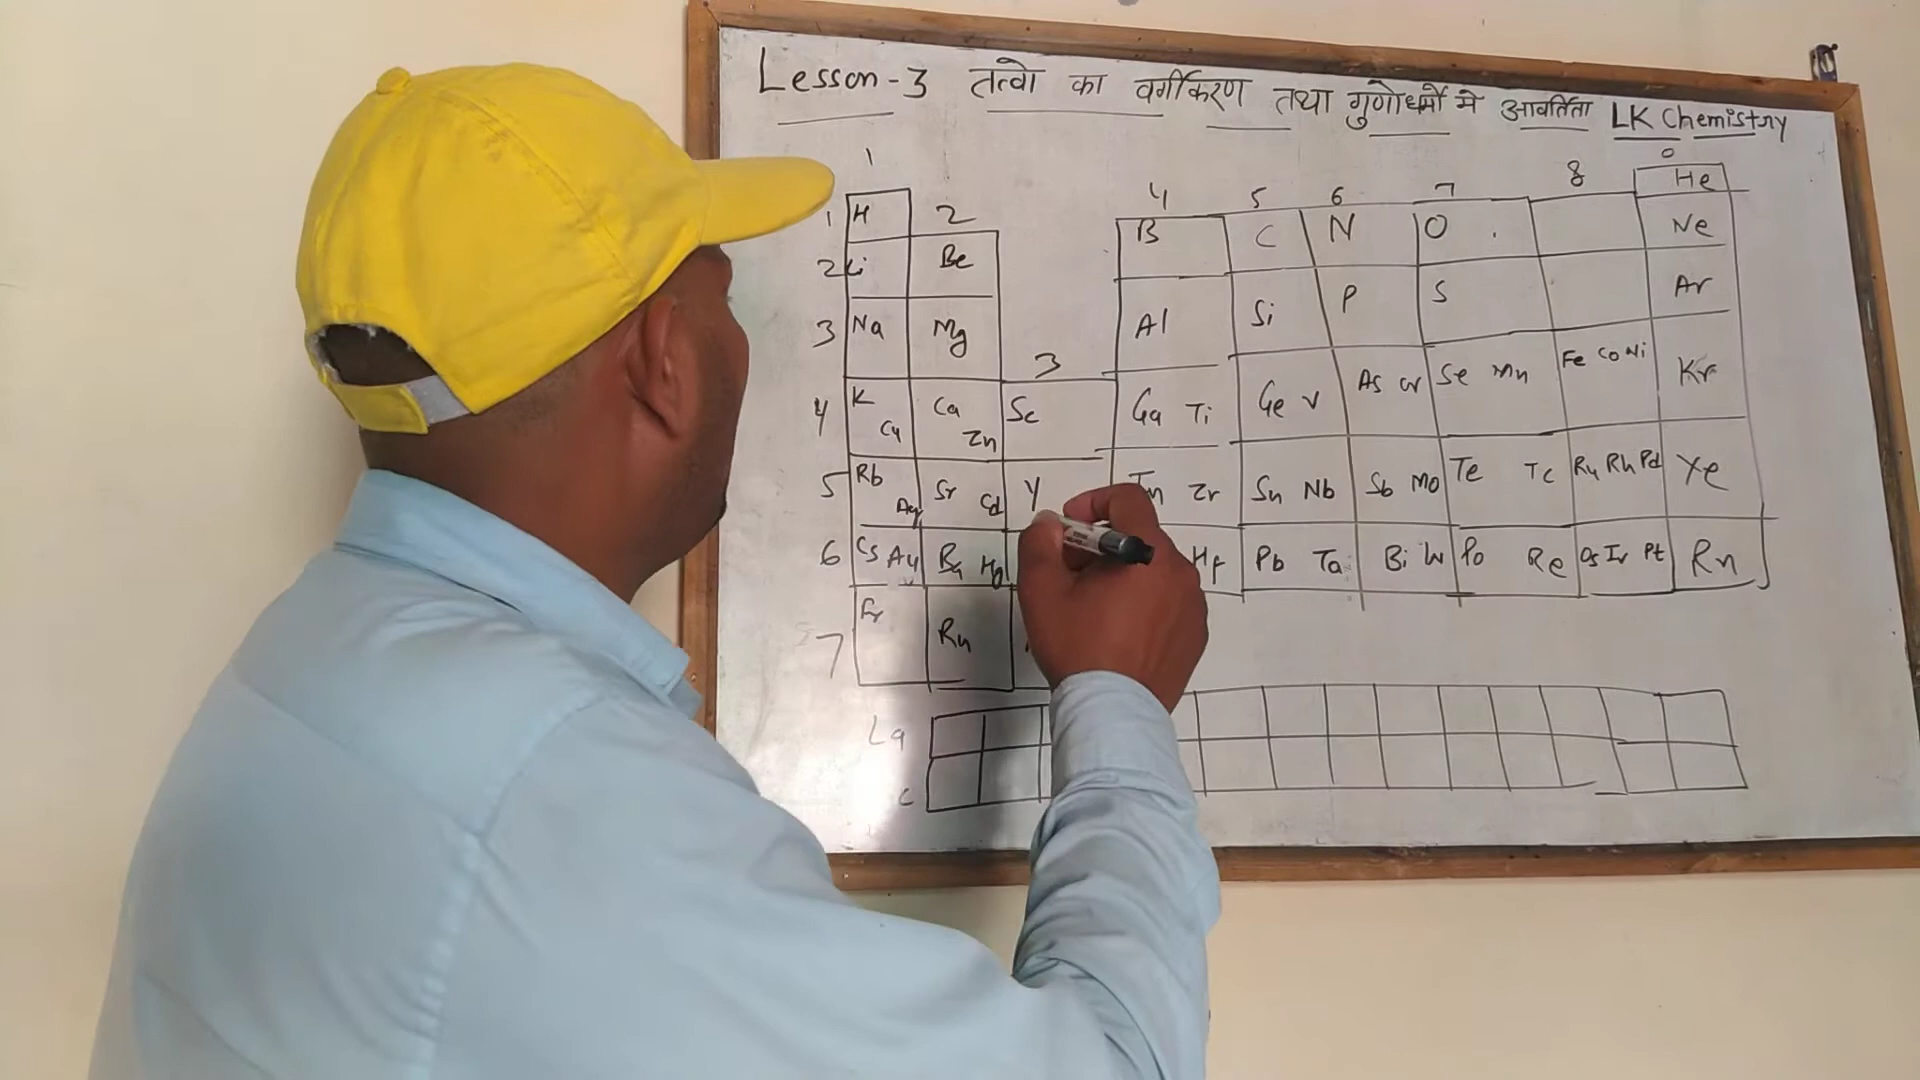 Lesson-3 तत्वो का वर्गीकरण तथा गुणोधर्मो मे आवर्तिता LK Chemistry
1 2 3 4 5 6 7 8 0
1 H He
2 Li Be B C N O . Ne
3 Na Mg Al Si P S Ar
4 K Cu Ca Zn Sc Ga Ti Ge V As Cr Se Mn Fe Co Ni Kr
5 Rb Ag Sr Cd Y In Zr Sn Nb Sb Mo Te Tc Ru Rh Pd Xe
6 Cs Au Ba Hg Hf Pb Ta Bi W Po Re Os Ir Pt Rn
7 Fr Ra
La
c